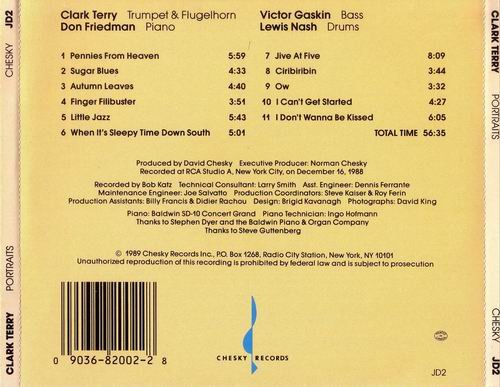 Clark Terry Trumpet & Flugelhorn
Don Friedman Piano
Victor Gaskin Bass
Lewis Nash Drums
1 Pennies From Heaven 5:59
2 Sugar Blues 4:33
3 Autumn Leaves 4:40
4 Finger Filibuster 3:51
5 Little Jazz 5:43
6 When It's Sleepy Time Down South 5:01
7 Jive At Five 8:09
8 Ciribiribin 3:44
9 Ow 3:32
10 I Can't Get Started 4:27
11 I Don't Wanna Be Kissed 6:05
TOTAL TIME 56:35
Produced by David Chesky Executive Producer: Norman Chesky
Recorded at RCA Studio A, New York City, on December 16, 1988
Recorded by Bob Katz Technical Consultant: Larry Smith Asst. Engineer: Dennis Ferrante
Maintenance Engineer: Joe Salvatto Production Coordinators: Steve Kaiser & Roy Ferin
Production Assistants: Billy Francis & Didier Rachou Design: Brigid Kavanagh Photographs: David King
Piano: Baldwin SD-10 Concert Grand Piano Technician: Ingo Hofmann
Thanks to Stephen Dyer and the Baldwin Piano & Organ Company
Thanks to Steve Guttenberg
© 1989 Chesky Records Inc., P.O. Box 1268, Radio City Station, New York, NY 10101
Unauthorized reproduction of this recording is prohibited by federal law and is subject to prosecution
0 9036-82002-2 8
CHESKY RECORDS
JD2
CLARK TERRY PORTRAITS CHESKY JD2
CLARK TERRY PORTRAITS CHESKY JD2